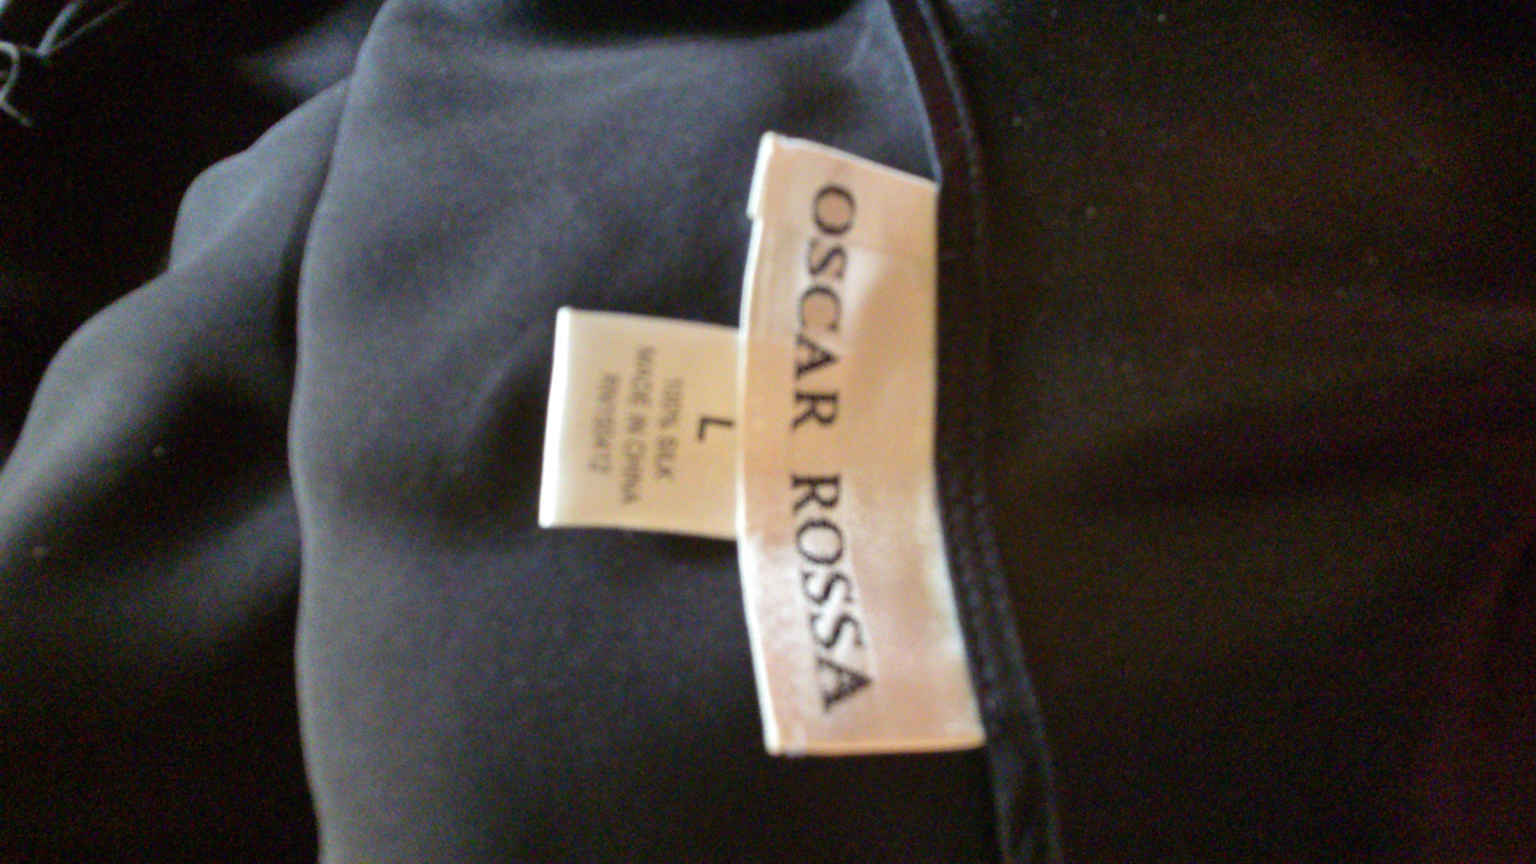 OSCAR ROSSA
L
100% SILK
MADE IN CHINA